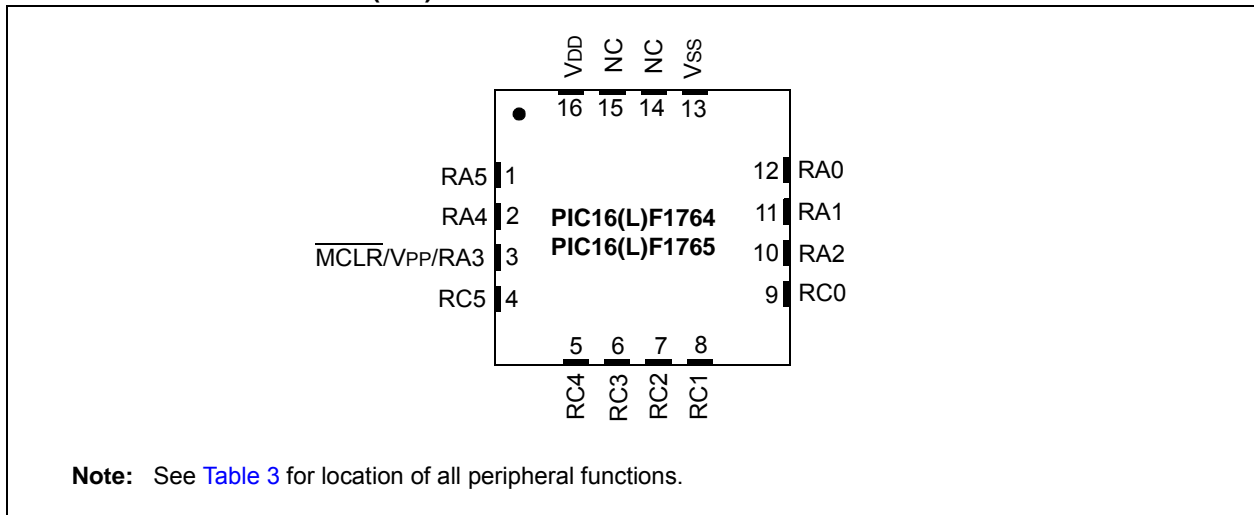 VDD NC NC VSS
16 15 14 13
RA5 1 12 RA0
RA4 2 PIC16(L)F1764 11 RA1
MCLR/VPP/RA3 3 PIC16(L)F1765 10 RA2
RC5 4 9 RC0
5 6 7 8
RC4 RC3 RC2 RC1
Note: See Table 3 for location of all peripheral functions.